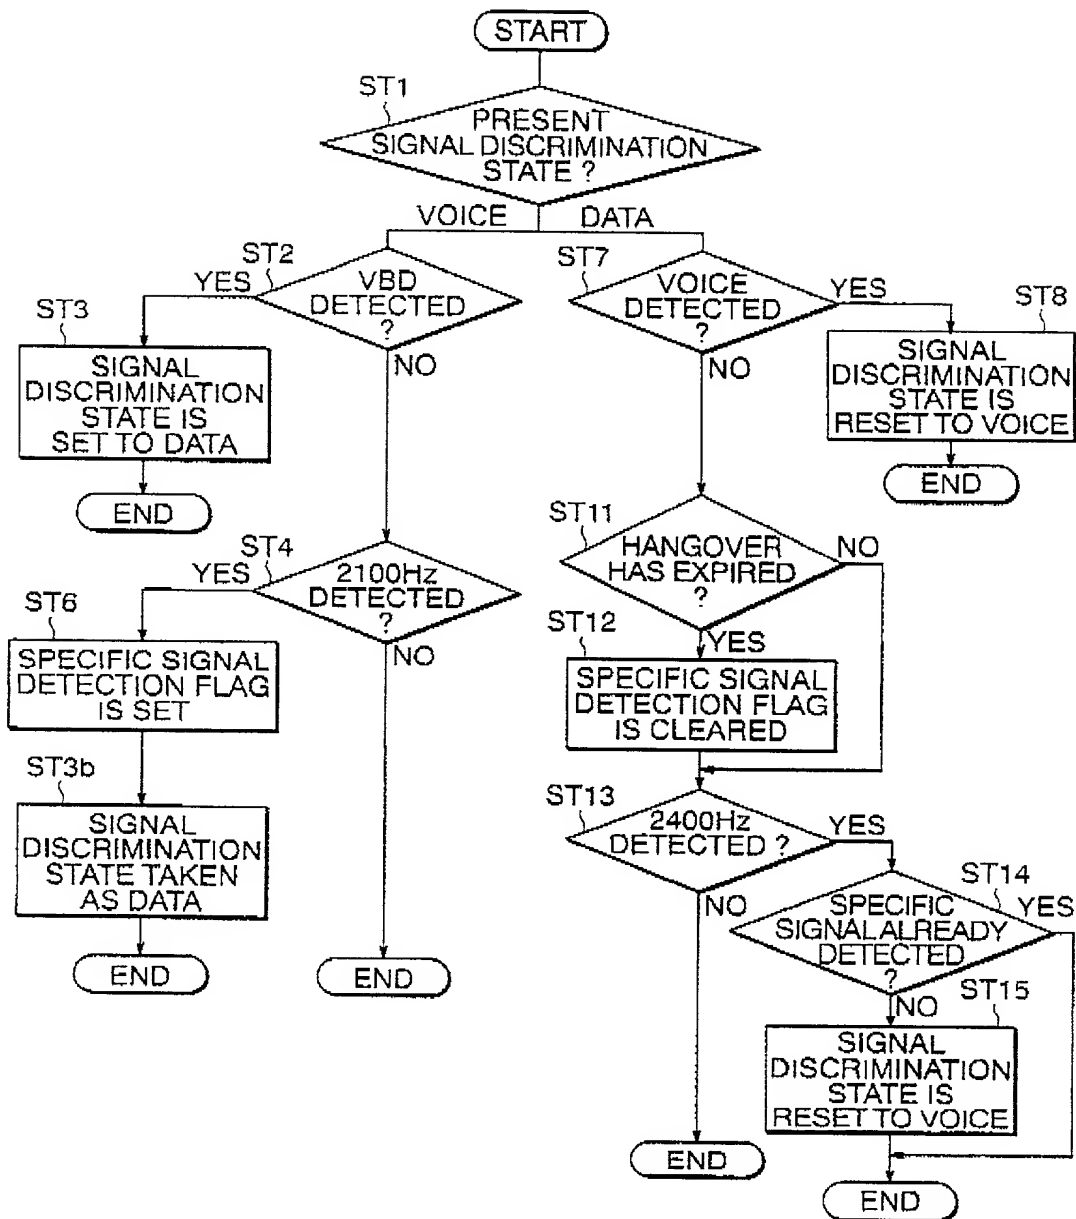 START
ST1
PRESENT
SIGNAL DISCRIMINATION
STATE ?
VOICE
DATA
ST2
YES
VBD
DETECTED
?
NO
ST3
SIGNAL
DISCRIMINATION
STATE IS
SET TO DATA
END
ST4
YES
2100Hz
DETECTED
?
NO
ST6
SPECIFIC SIGNAL
DETECTION FLAG
IS SET
ST3b
SIGNAL
DISCRIMINATION
STATE TAKEN
AS DATA
END
END
ST7
VOICE
DETECTED
?
YES
NO
ST8
SIGNAL
DISCRIMINATION
STATE IS
RESET TO VOICE
END
ST11
HANGOVER
HAS EXPIRED
?
NO
YES
ST12
SPECIFIC SIGNAL
DETECTION FLAG
IS CLEARED
ST13
2400Hz
DETECTED ?
YES
NO
ST14
SPECIFIC
SIGNAL ALREADY
DETECTED
?
YES
NO
ST15
SIGNAL
DISCRIMINATION
STATE IS
RESET TO VOICE
END
END